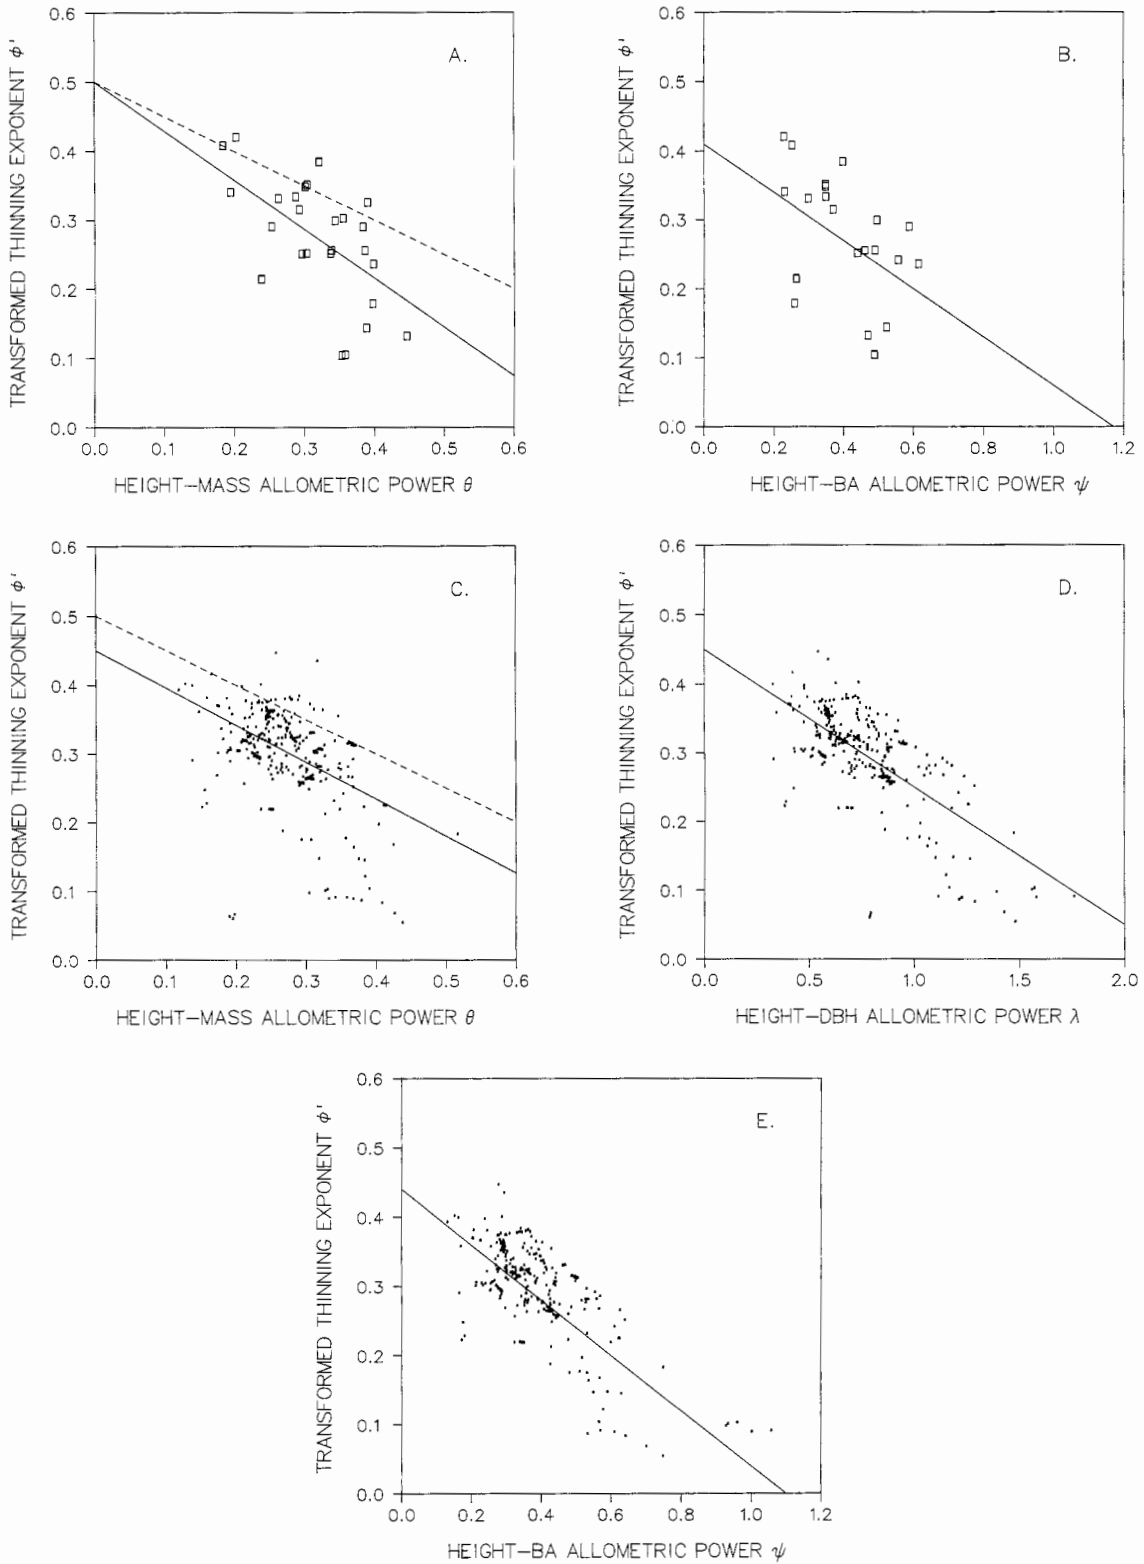 TRANSFORMED THINNING EXPONENT ϕ'
0.6
0.5
0.4
0.3
0.2
0.1
0.0
A.
0.0 0.1 0.2 0.3 0.4 0.5 0.6
HEIGHT-MASS ALLOMETRIC POWER θ
TRANSFORMED THINNING EXPONENT ϕ'
0.6
0.5
0.4
0.3
0.2
0.1
0.0
B.
0.0 0.2 0.4 0.6 0.8 1.0 1.2
HEIGHT-BA ALLOMETRIC POWER ψ
TRANSFORMED THINNING EXPONENT ϕ'
0.6
0.5
0.4
0.3
0.2
0.1
0.0
C.
0.0 0.1 0.2 0.3 0.4 0.5 0.6
HEIGHT-MASS ALLOMETRIC POWER θ
TRANSFORMED THINNING EXPONENT ϕ'
0.6
0.5
0.4
0.3
0.2
0.1
0.0
D.
0.0 0.5 1.0 1.5 2.0
HEIGHT-DBH ALLOMETRIC POWER λ
TRANSFORMED THINNING EXPONENT ϕ'
0.6
0.5
0.4
0.3
0.2
0.1
0.0
E.
0.0 0.2 0.4 0.6 0.8 1.0 1.2
HEIGHT-BA ALLOMETRIC POWER ψ